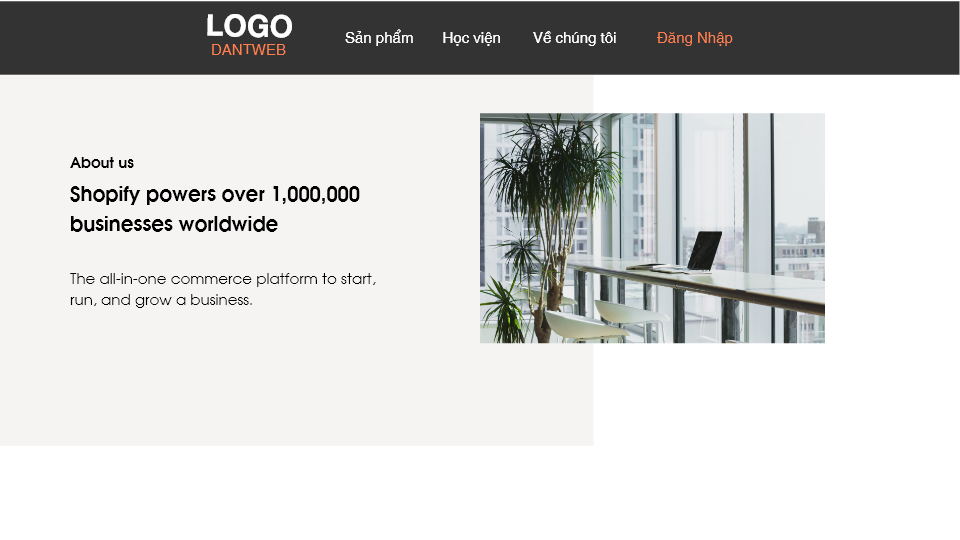 LOGO
DANTWEB
Sản phẩm Học viện Về chúng tôi Đăng Nhập
About us
Shopify powers over 1,000,000
businesses worldwide
The all-in-one commerce platform to start,
run, and grow a business.